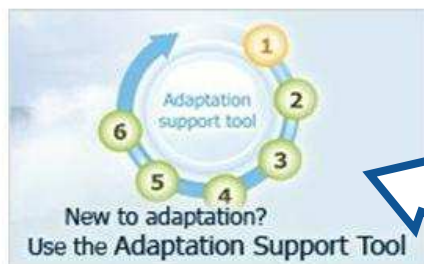 1
Adaptation
support tool
2
3
4
5
6
New to adaptation?
Use the Adaptation Support Tool